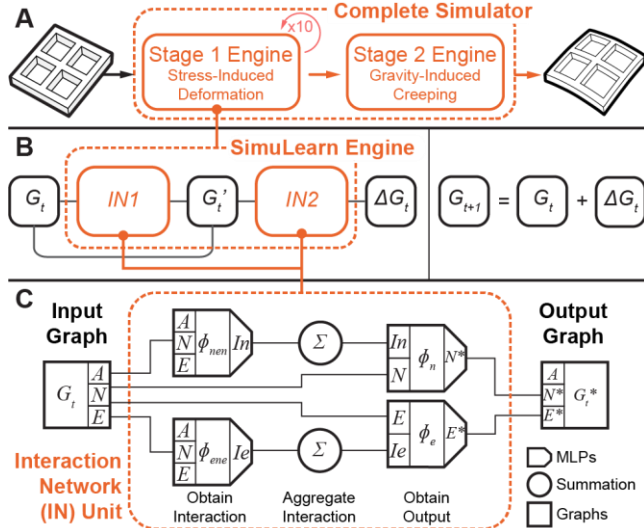 A
Complete Simulator
x10
Stage 1 Engine
Stress-Induced
Deformation
Stage 2 Engine
Gravity-Induced
Creeping
B
SimuLearn Engine
G_t
IN1
G_t'
IN2
ΔG_t
G_{t+1} = G_t + ΔG_t
C
Input
Graph
G_t
A
N
E
A
N
E
ϕ_nen
In
Σ
In
N
ϕ_n
N*
A
N
E
ϕ_ene
Ie
Σ
E
Ie
ϕ_e
E*
Output
Graph
A
N*
E*
G_t*
Interaction
Network
(IN) Unit
Obtain
Interaction
Aggregate
Interaction
Obtain
Output
MLPs
Summation
Graphs